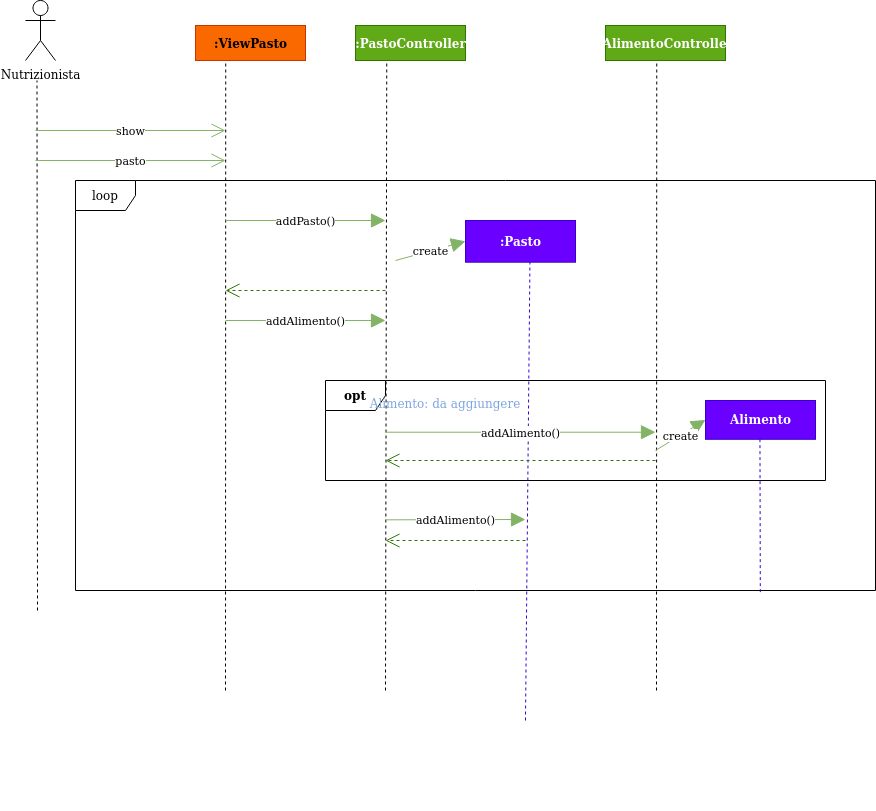 Nutrizionista
:ViewPasto
:PastoController
AlimentoControlle
show
pasto
loop
addPasto()
create
:Pasto
addAlimento()
opt
Alimento: da aggiungere
addAlimento()
create
Alimento
addAlimento()